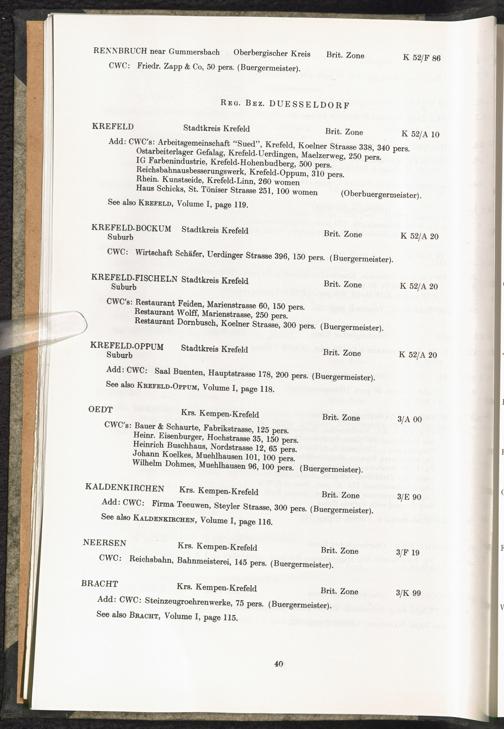 RENNBRUCH near Gummersbach Oberbergischer Kreis Brit. Zone K 52/F 86
CWC: Friedr. Zapp & Co, 50 pers. (Buergermeister).
REG. BEZ. DUESSELDORF
KREFELD Stadtkreis Krefeld Brit. Zone K 52/A 10
Add: CWC's: Arbeitsgemeinschaft "Sued", Krefeld, Koelner Strasse 338, 340 pers.
Ostarbeiterlager Gefalag, Krefeld-Uerdingen, Maelzerweg, 250 pers.
IG Farbenindustrie, Krefeld-Hohenbudberg, 500 pers.
Reichsbahnausbesserungswerk, Krefeld-Oppum, 310 pers.
Rhein. Kunstseide, Krefeld-Linn, 260 women
Haus Schicks, St. Töniser Strasse 251, 100 women (Oberbuergermeister).
See also KREFELD, Volume I, page 119.
KREFELD-BOCKUM Stadtkreis Krefeld Brit. Zone K 52/A 20
Suburb
CWC: Wirtschaft Schäfer, Uerdinger Strasse 396, 150 pers. (Buergermeister).
KREFELD-FISCHELN Stadtkreis Krefeld Brit. Zone K 52/A 20
Suburb
CWC's: Restaurant Feiden, Marienstrasse 60, 150 pers.
Restaurant Wolff, Marienstrasse, 250 pers.
Restaurant Dornbusch, Koelner Strasse, 300 pers. (Buergermeister).
KREFELD-OPPUM Stadtkreis Krefeld Brit. Zone K 52/A 20
Suburb
Add: CWC: Saal Buenten, Hauptstrasse 178, 200 pers. (Buergermeister).
See also KREFELD-OPPUM, Volume I, page 118.
OEDT Krs. Kempen-Krefeld Brit. Zone 3/A 00
CWC's: Bauer & Schaurte, Fabrikstrasse, 125 pers.
Heinr. Eisenburger, Hochstrasse 35, 150 pers.
Heinrich Buschhaus, Nordstrasse 12, 65 pers.
Johann Koelkes, Muehlhausen 101, 100 pers.
Wilhelm Dohmes, Muehlhausen 96, 100 pers. (Buergermeister).
KALDENKIRCHEN Krs. Kempen-Krefeld Brit. Zone 3/E 90
Add: CWC: Firma Teeuwen, Steyler Strasse, 300 pers. (Buergermeister).
See also KALDENKIRCHEN, Volume I, page 116.
NEERSEN Krs. Kempen-Krefeld Brit. Zone 3/F 19
CWC: Reichsbahn, Bahnmeisterei, 145 pers. (Buergermeister).
BRACHT Krs. Kempen-Krefeld Brit. Zone 3/K 99
Add: CWC: Steinzeugroehrenwerke, 75 pers. (Buergermeister).
See also BRACHT, Volume I, page 115.
40